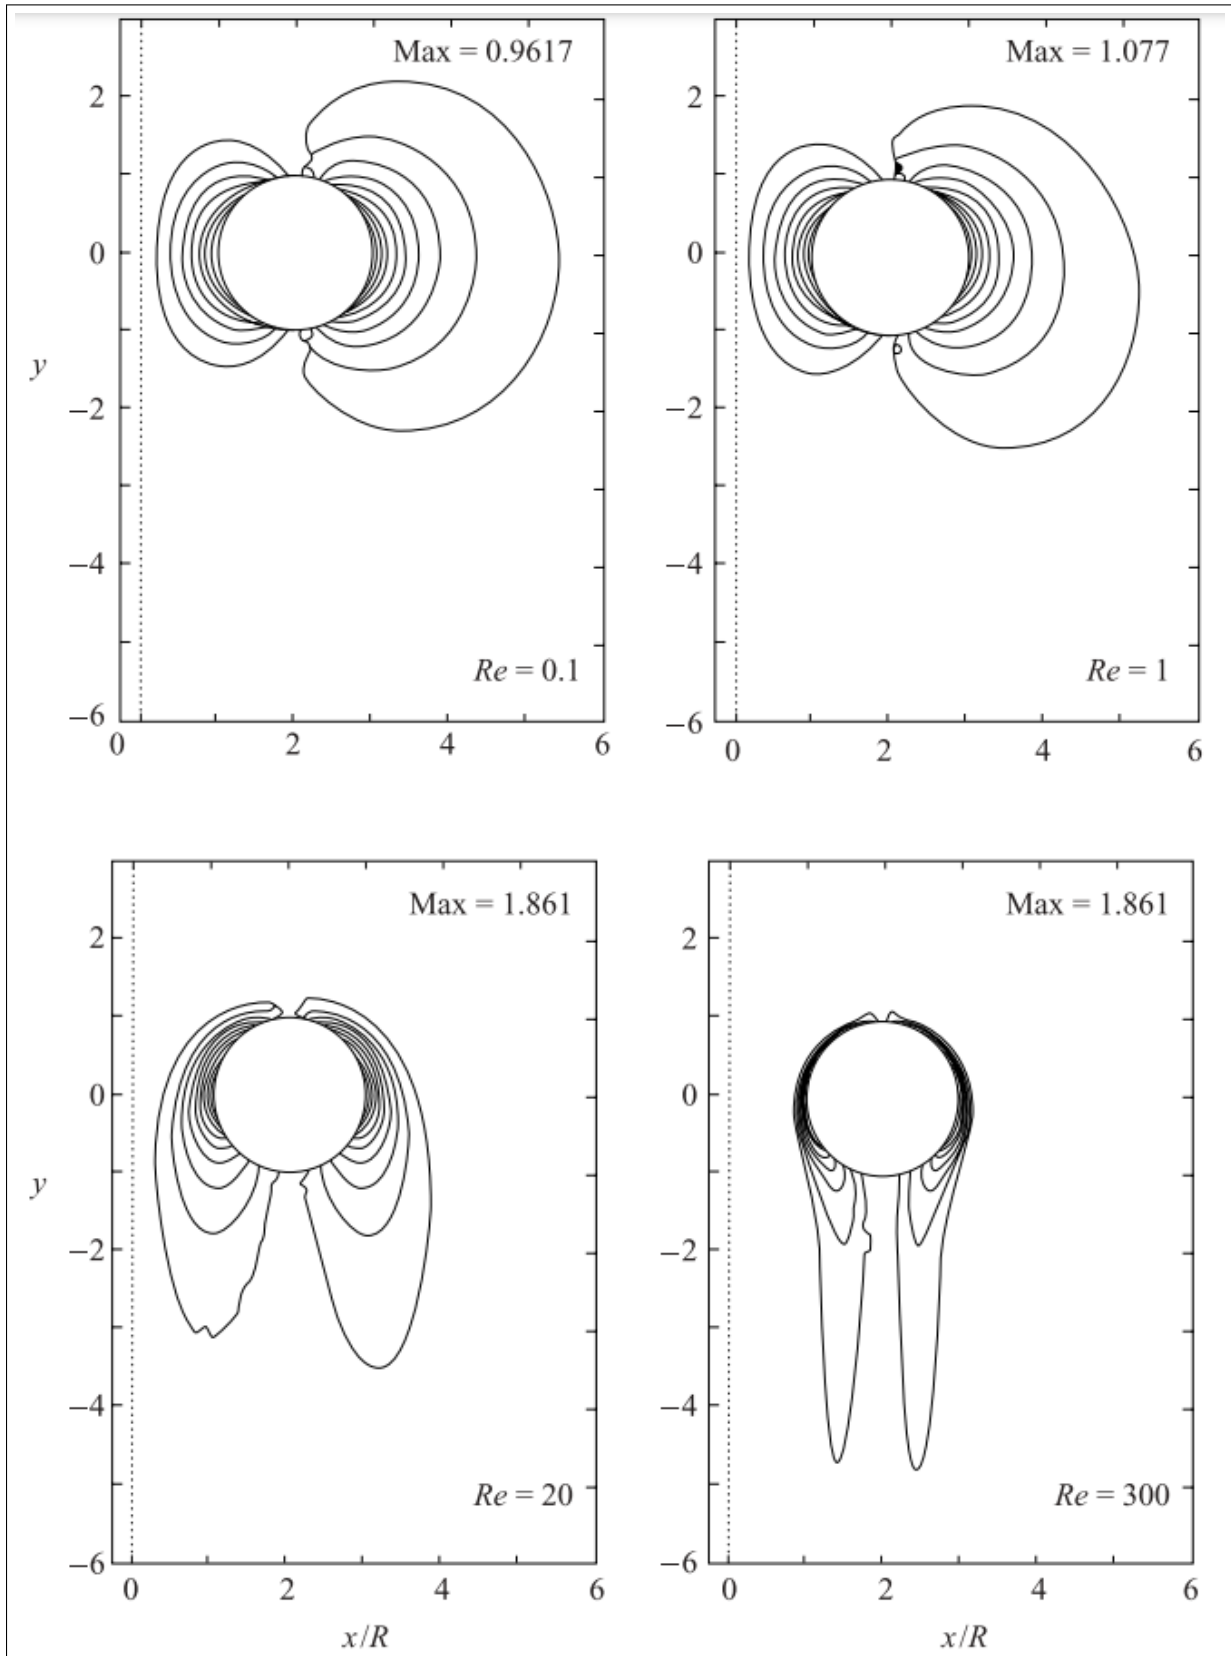 Max = 0.9617
2
0
y
−2
−4
Re = 0.1
−6
0 2 4 6
Max = 1.077
2
0
−2
−4
Re = 1
−6
0 2 4 6
Max = 1.861
2
0
y
−2
−4
Re = 20
−6
0 2 4 6
x/R
Max = 1.861
2
0
−2
−4
Re = 300
−6
0 2 4 6
x/R